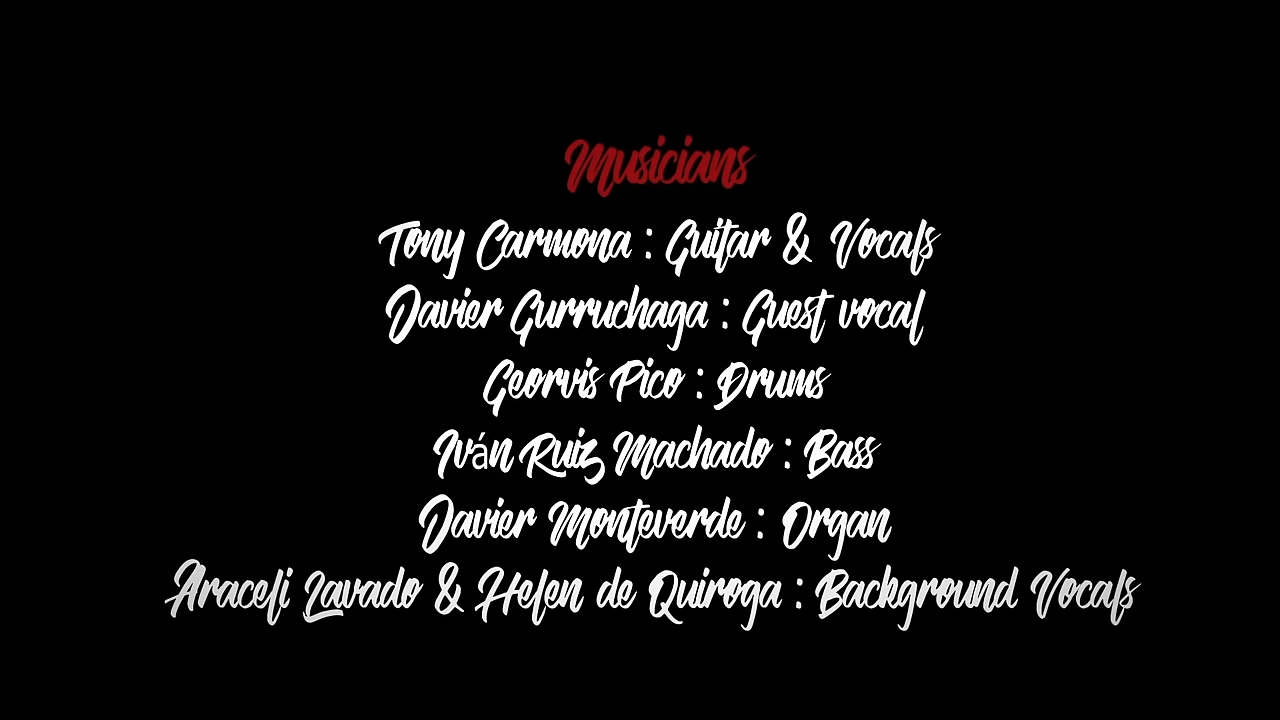 Musicians
Tony Carmona : Guitar & Vocals
Javier Gurruchaga : Guest vocal
Georvis Pico : Drums
Iván Ruiz Machado : Bass
Javier Monteverde : Organ
Araceli Lavado & Helen de Quiroga : Background Vocals